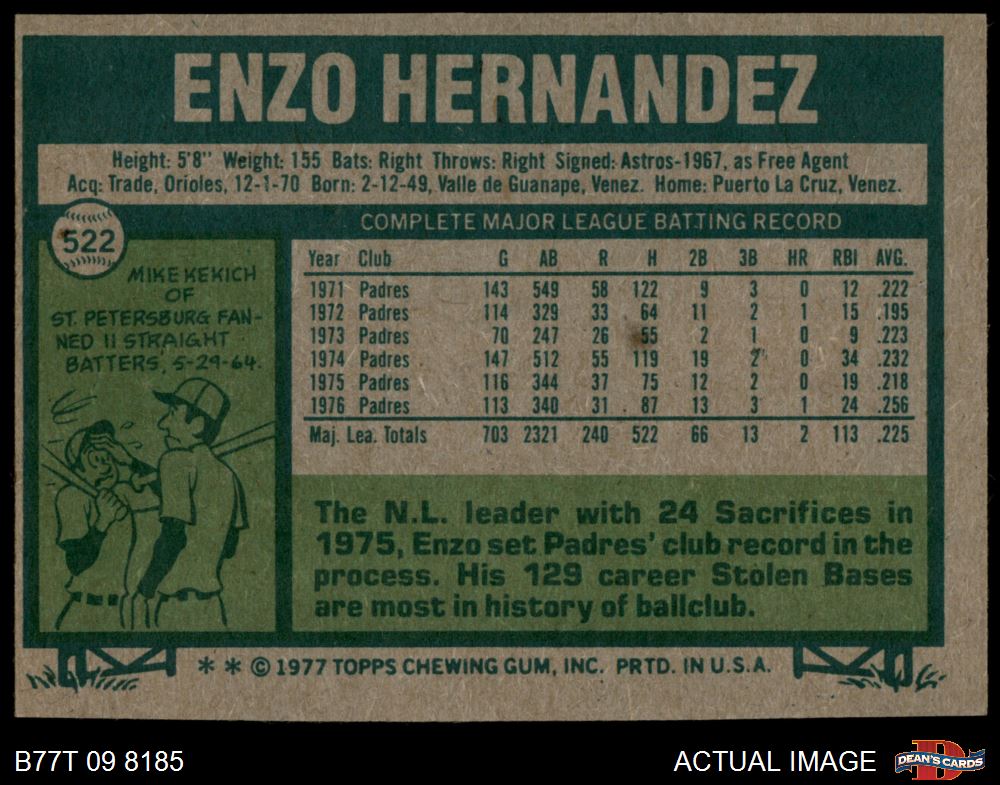 ENZO HERNANDEZ
Height: 5'8" Weight: 155 Bats: Right Throws: Right Signed: Astros-1967, as Free Agent
Acq: Trade, Orioles, 12-1-70 Born: 2-12-49, Valle de Guanape, Venez. Home: Puerto La Cruz, Venez.
522
MIKE KEKICH
OF
ST. PETERSBURG FAN-
NED 11 STRAIGHT
BATTERS, 5-29-64.
COMPLETE MAJOR LEAGUE BATTING RECORD
Year Club G AB R H 2B 3B HR RBI AVG.
1971 Padres 143 549 58 122 9 3 0 12 .222
1972 Padres 114 329 33 64 11 2 1 15 .195
1973 Padres 70 247 26 55 2 1 0 9 .223
1974 Padres 147 512 55 119 19 2 0 34 .232
1975 Padres 116 344 37 75 12 2 0 19 .218
1976 Padres 113 340 31 87 13 3 1 24 .256
Maj. Lea. Totals 703 2321 240 522 66 13 2 113 .225
The N.L. leader with 24 Sacrifices in
1975, Enzo set Padres' club record in the
process. His 129 career Stolen Bases
are most in history of ballclub.
* * © 1977 TOPPS CHEWING GUM, INC. PRTD. IN U.S.A.
B77T 09 8185
ACTUAL IMAGE
D
DEAN'S CARDS